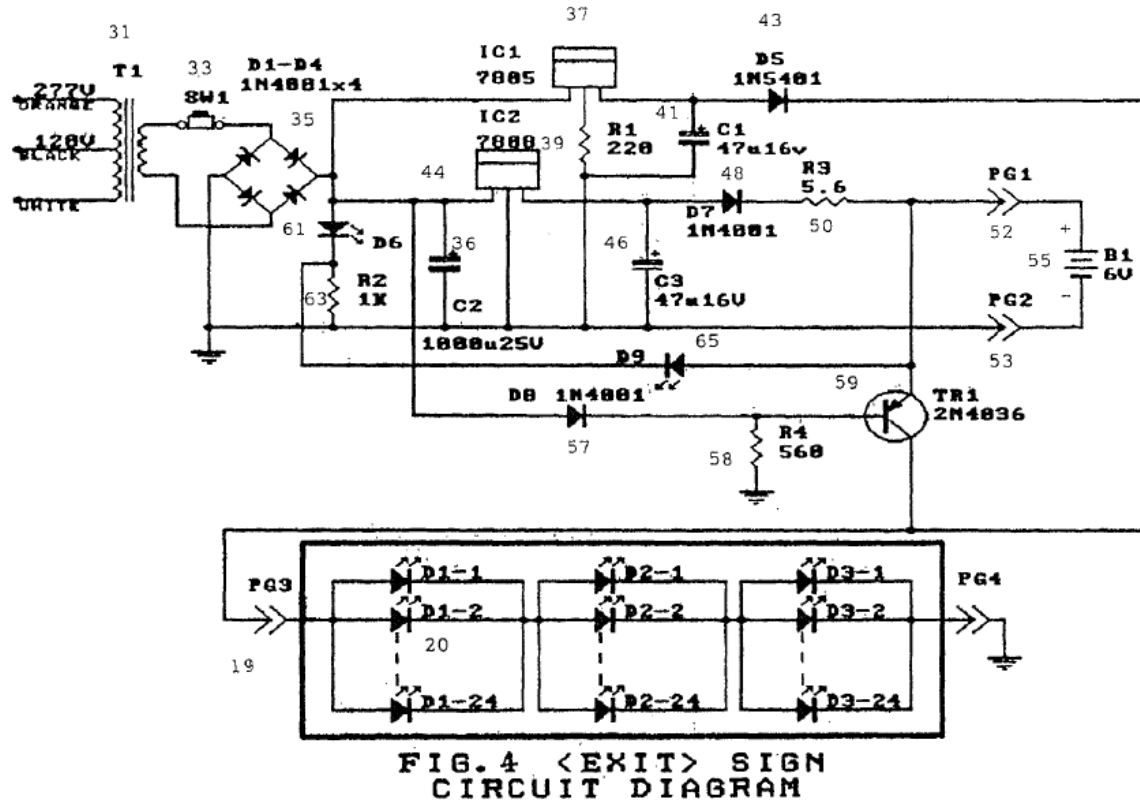 31
37
43
T1
33
D1-D4
1N4001x4
IC1
7805
D5
1N5401
277V
ORANGE
SW1
35
IC2
7808
39
41
C1
47u16v
R1
220
120V
BLACK
44
48
R3
5.6
PG1
WHITE
61
D6
36
46
D7
1N4001
50
52
+
55
B1
6V
-
63
R2
1K
C2
1000u25V
C3
47u16V
PG2
53
65
D9
59
D8 1N4001
57
TR1
2N4036
58
R4
560
PG3
D1-1
D2-1
D3-1
PG4
D1-2
D2-2
D3-2
19
20
D1-24
D2-24
D3-24
FIG.4 <EXIT> SIGN
CIRCUIT DIAGRAM